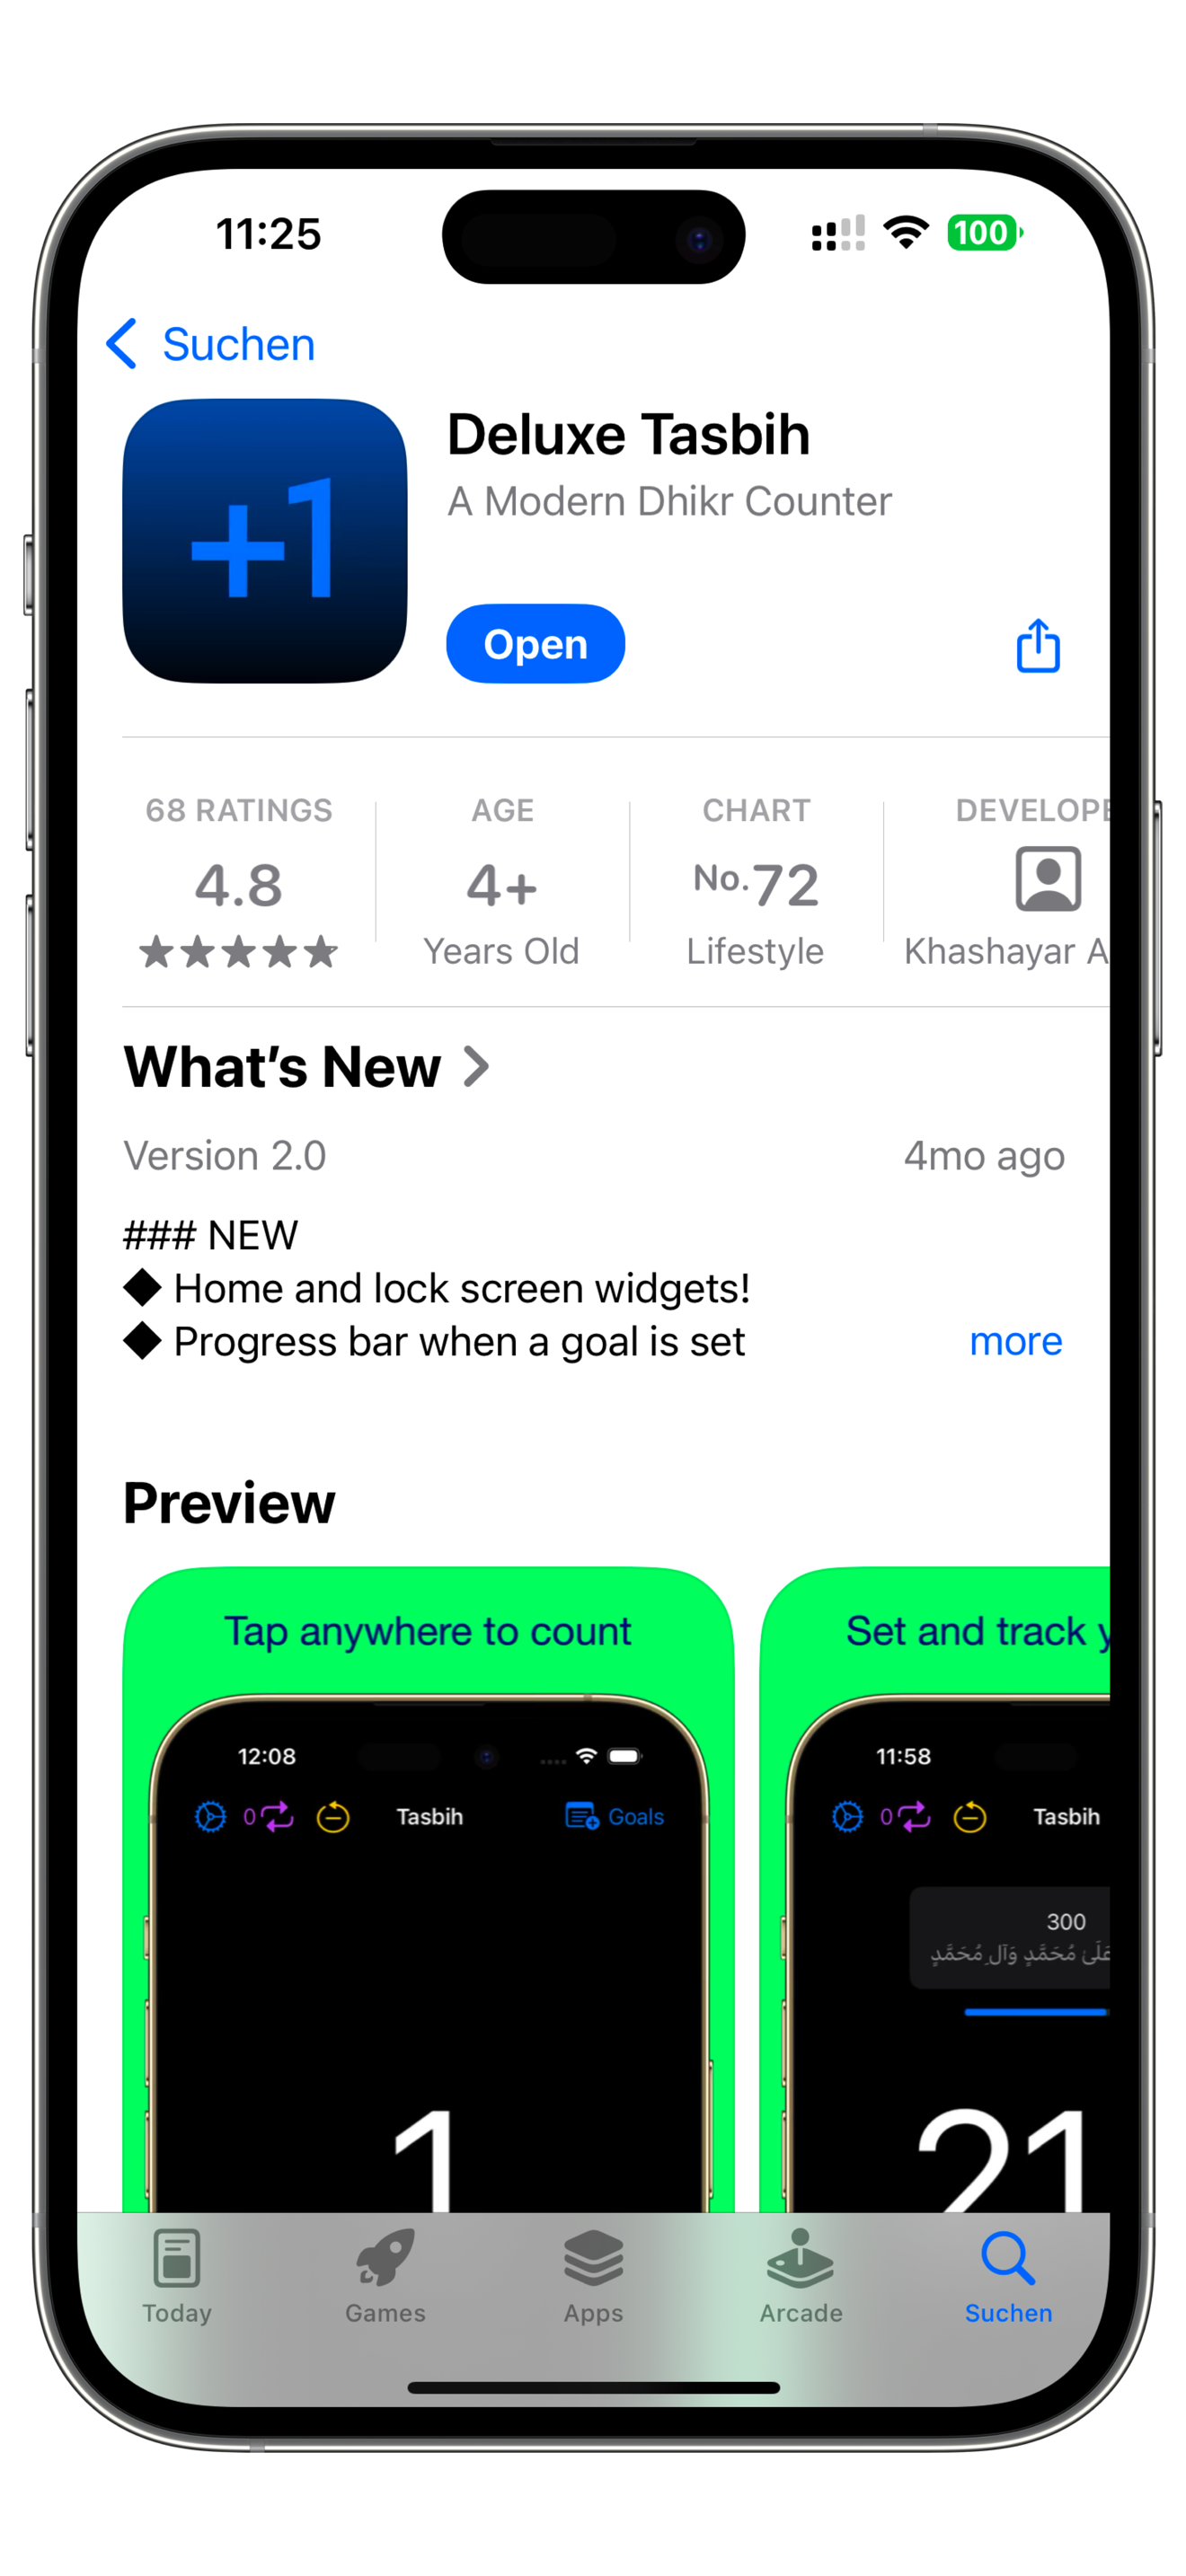 11:25
100
Suchen
+1
Deluxe Tasbih
A Modern Dhikr Counter
Open
68 RATINGS
4.8
AGE
4+
Years Old
CHART
No.72
Lifestyle
DEVELOPE
Khashayar A
What's New
Version 2.0
4mo ago
### NEW
◆ Home and lock screen widgets!
◆ Progress bar when a goal is set
more
Preview
Tap anywhere to count
12:08
0
Tasbih
Goals
1
Set and track
11:58
0
Tasbih
300
عَلَىٰ مُحَمَّدٍ وَآلِ مُحَمَّدٍ
21
Today
Games
Apps
Arcade
Suchen